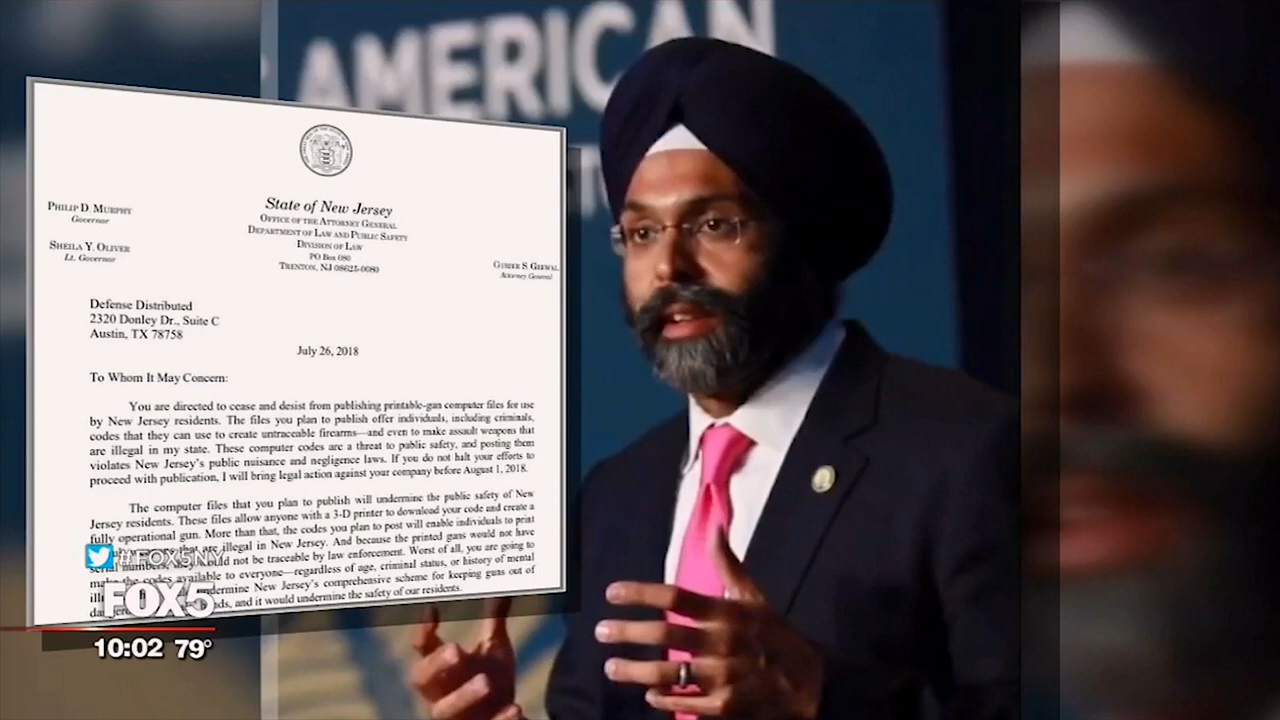 AMERICAN
State of New Jersey
OFFICE OF THE ATTORNEY GENERAL
DEPARTMENT OF LAW AND PUBLIC SAFETY
DIVISION OF LAW
PO BOX 080
TRENTON, NJ 08625-0080
PHILIP D. MURPHY
Governor
SHEILA Y. OLIVER
Lt. Governor
GURBIR S. GREWAL
Attorney General
Defense Distributed
2320 Donley Dr., Suite C
Austin, TX 78758
July 26, 2018
To Whom It May Concern:
You are directed to cease and desist from publishing printable-gun computer files for use
by New Jersey residents. The files you plan to publish offer individuals, including criminals,
codes that they can use to create untraceable firearms—and even to make assault weapons that
are illegal in my state. These computer codes are a threat to public safety, and posting them
violates New Jersey's public nuisance and negligence laws. If you do not halt your efforts to
proceed with publication, I will bring legal action against your company before August 1, 2018.
The computer files that you plan to publish will undermine the public safety of New
Jersey residents. These files allow anyone with a 3-D printer to download your code and create a
fully operational gun. More than that, the codes you plan to post will enable individuals to print
that are illegal in New Jersey. And because the printed guns would not have
serial numbers, they would not be traceable by law enforcement. Worst of all, you are going to
make the codes available to everyone—regardless of age, criminal status, or history of mental
undermine New Jersey's comprehensive scheme for keeping guns out of
and it would undermine the safety of our residents.
#FOX5NY
FOX5
10:02 79°